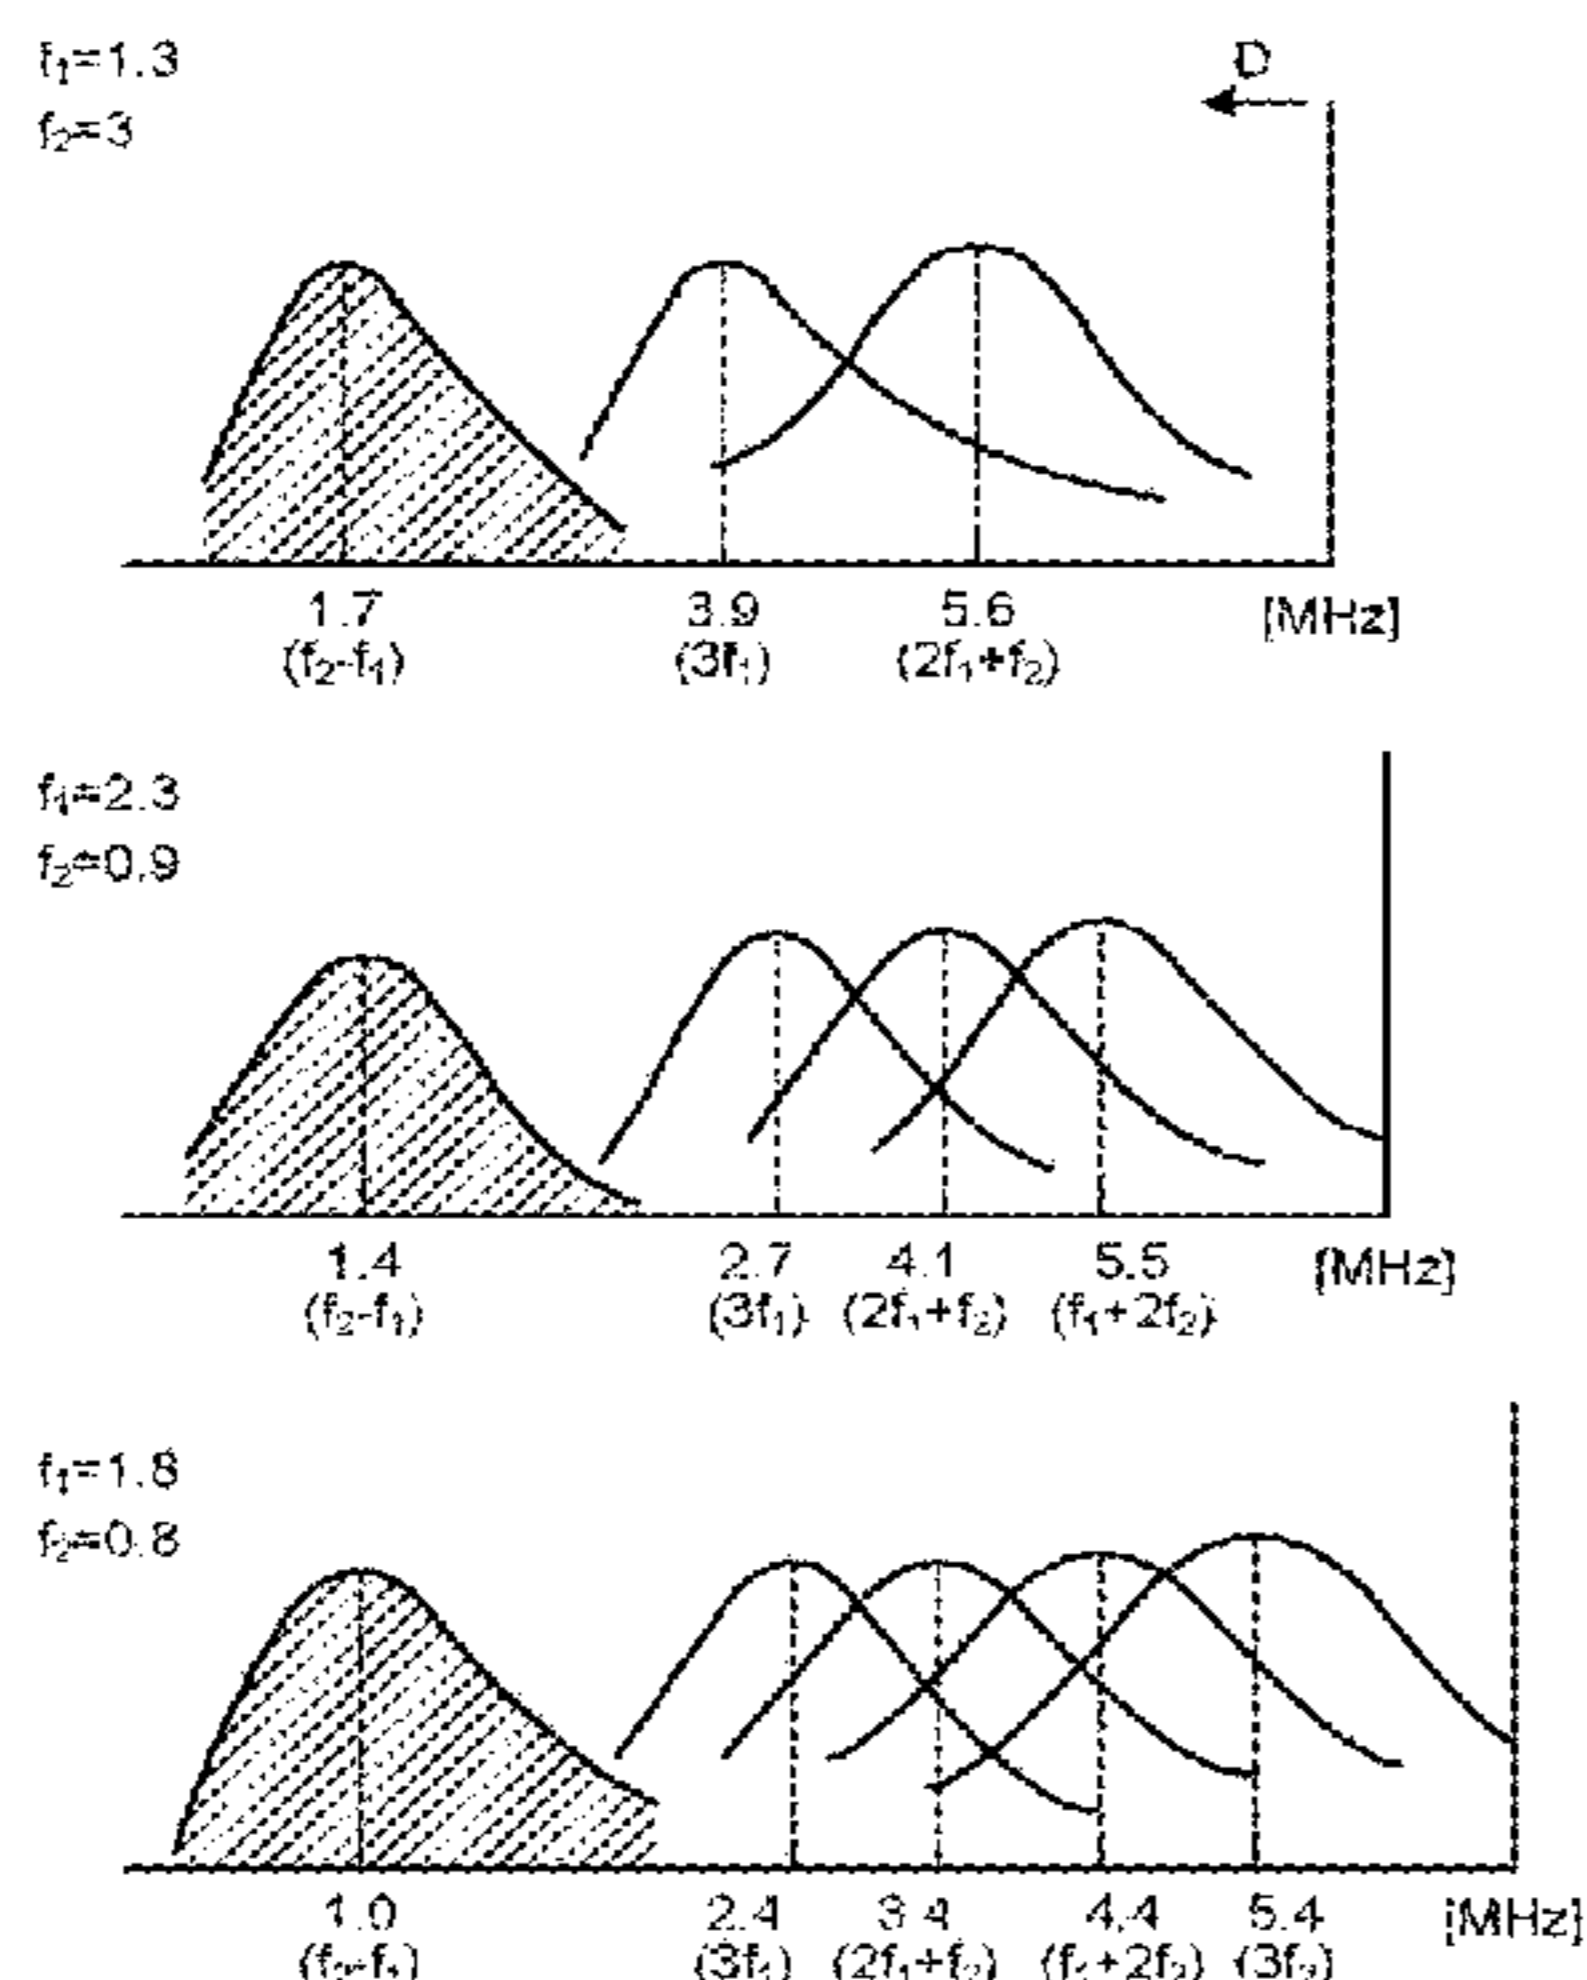 f₁=1.3
f₂=3
D
1.7 3.9 5.6 [MHz]
(f₂-f₁) (3f₁) (2f₁+f₂)
f₁=2.3
f₂=0.9
1.4 2.7 4.1 5.5 [MHz]
(f₂-f₁) (3f₁) (2f₁+f₂) (f₁+2f₂)
f₁=1.8
f₂=0.8
1.0 2.4 3.4 4.4 5.4 [MHz]
(f₂-f₁) (3f₁) (2f₁+f₂) (f₁+2f₂) (3f₂)